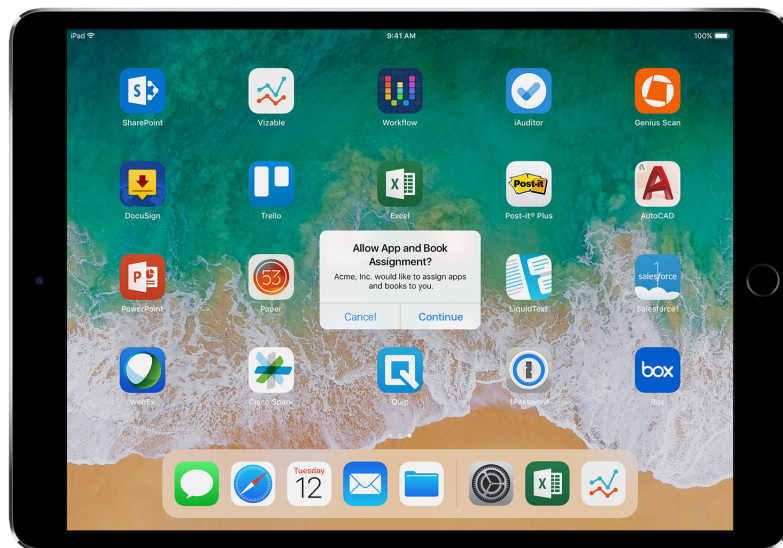 iPad
9:41 AM
100%
S
SharePoint
Vizable
Workflow
iAuditor
Genius Scan
DocuSign
Trello
X
Excel
Post-it
Post-it® Plus
A
AutoCAD
P
PowerPoint
53
Paper
Allow App and Book
Assignment?
Acme, Inc. would like to assign apps
and books to you.
Cancel
Continue
LiquidText
1
salesforce
Salesforce1
WebEx
Cisco Spark
Quip
1Password
box
Box
Tuesday
12
X